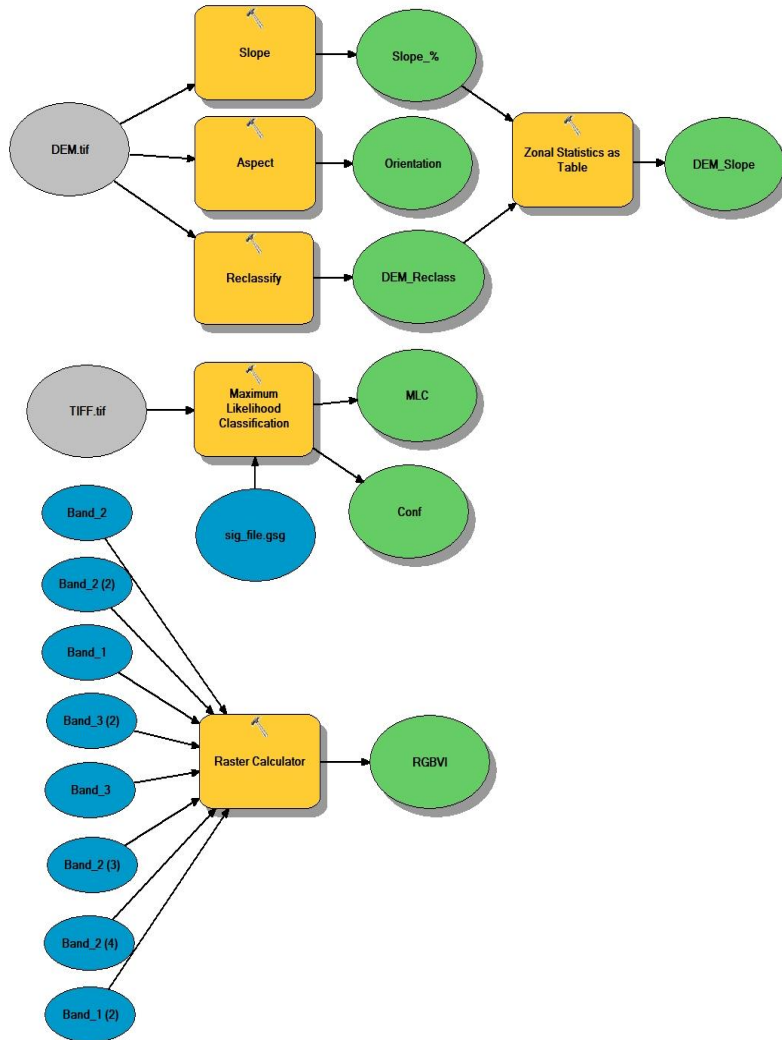 Slope
Slope_%
DEM.tif
Aspect
Orientation
Zonal Statistics as
Table
DEM_Slope
Reclassify
DEM_Reclass
TIFF.tif
Maximum
Likelihood
Classification
MLC
sig_file.gsg
Conf
Band_2
Band_2 (2)
Band_1
Band_3 (2)
Band_3
Band_2 (3)
Band_2 (4)
Band_1 (2)
Raster Calculator
RGBVI